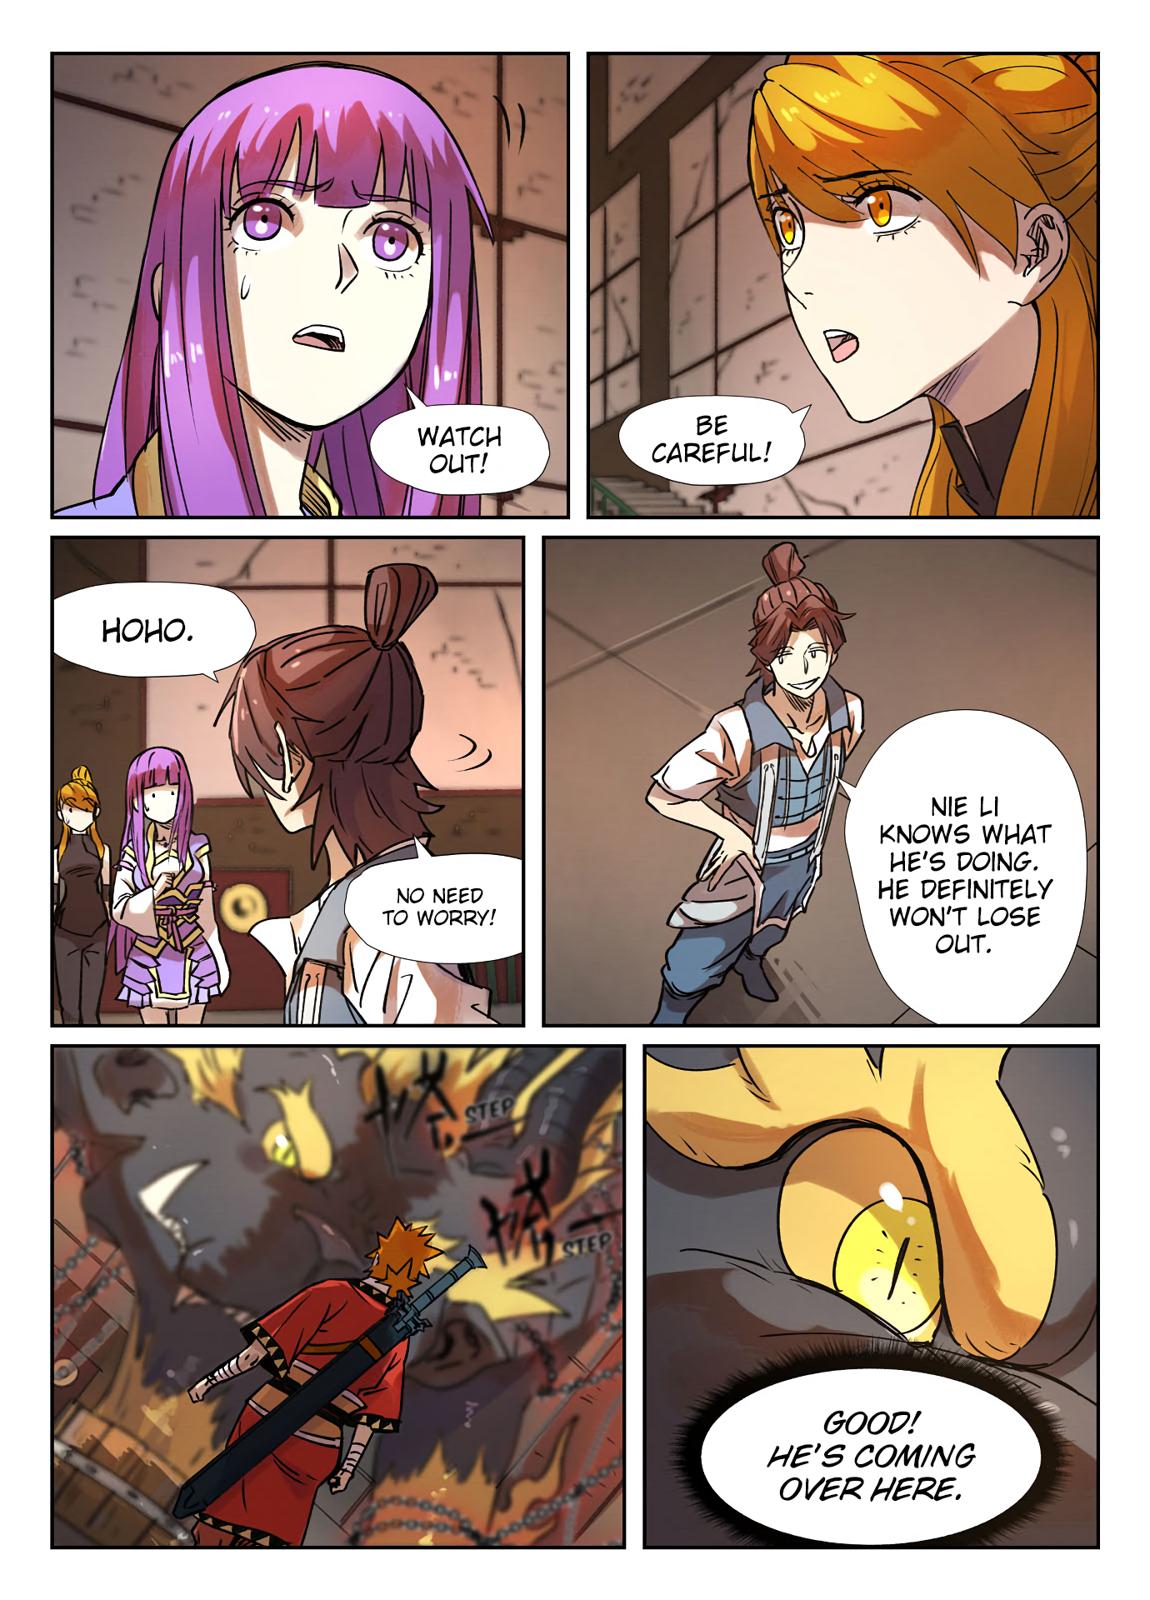 WATCH
OUT!
BE
CAREFUL!
HOHO.
NO NEED
TO WORRY!
NIE LI
KNOWS WHAT
HE'S DOING.
HE DEFINITELY
WON'T LOSE
OUT.
STEP
STEP
GOOD!
HE'S COMING
OVER HERE.